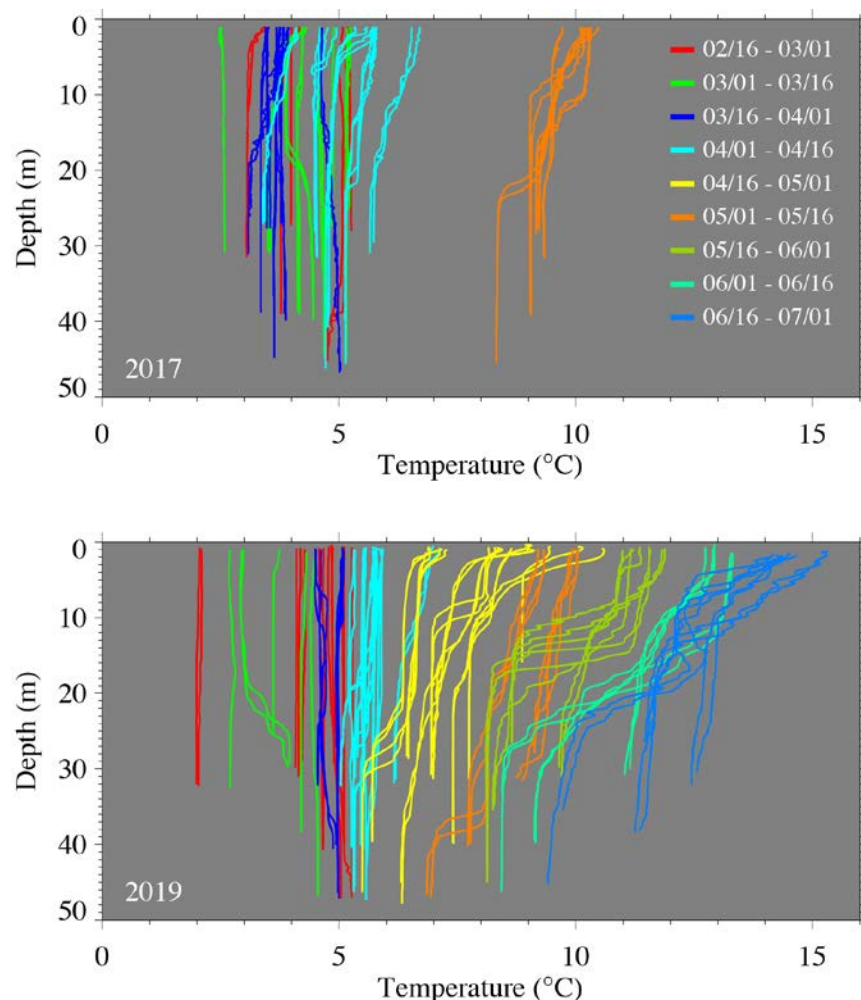 0
10
20
30
40
50
Depth (m)
02/16 - 03/01
03/01 - 03/16
03/16 - 04/01
04/01 - 04/16
04/16 - 05/01
05/01 - 05/16
05/16 - 06/01
06/01 - 06/16
06/16 - 07/01
2017
0 5 10 15
Temperature (°C)
0
10
20
30
40
50
Depth (m)
2019
0 5 10 15
Temperature (°C)